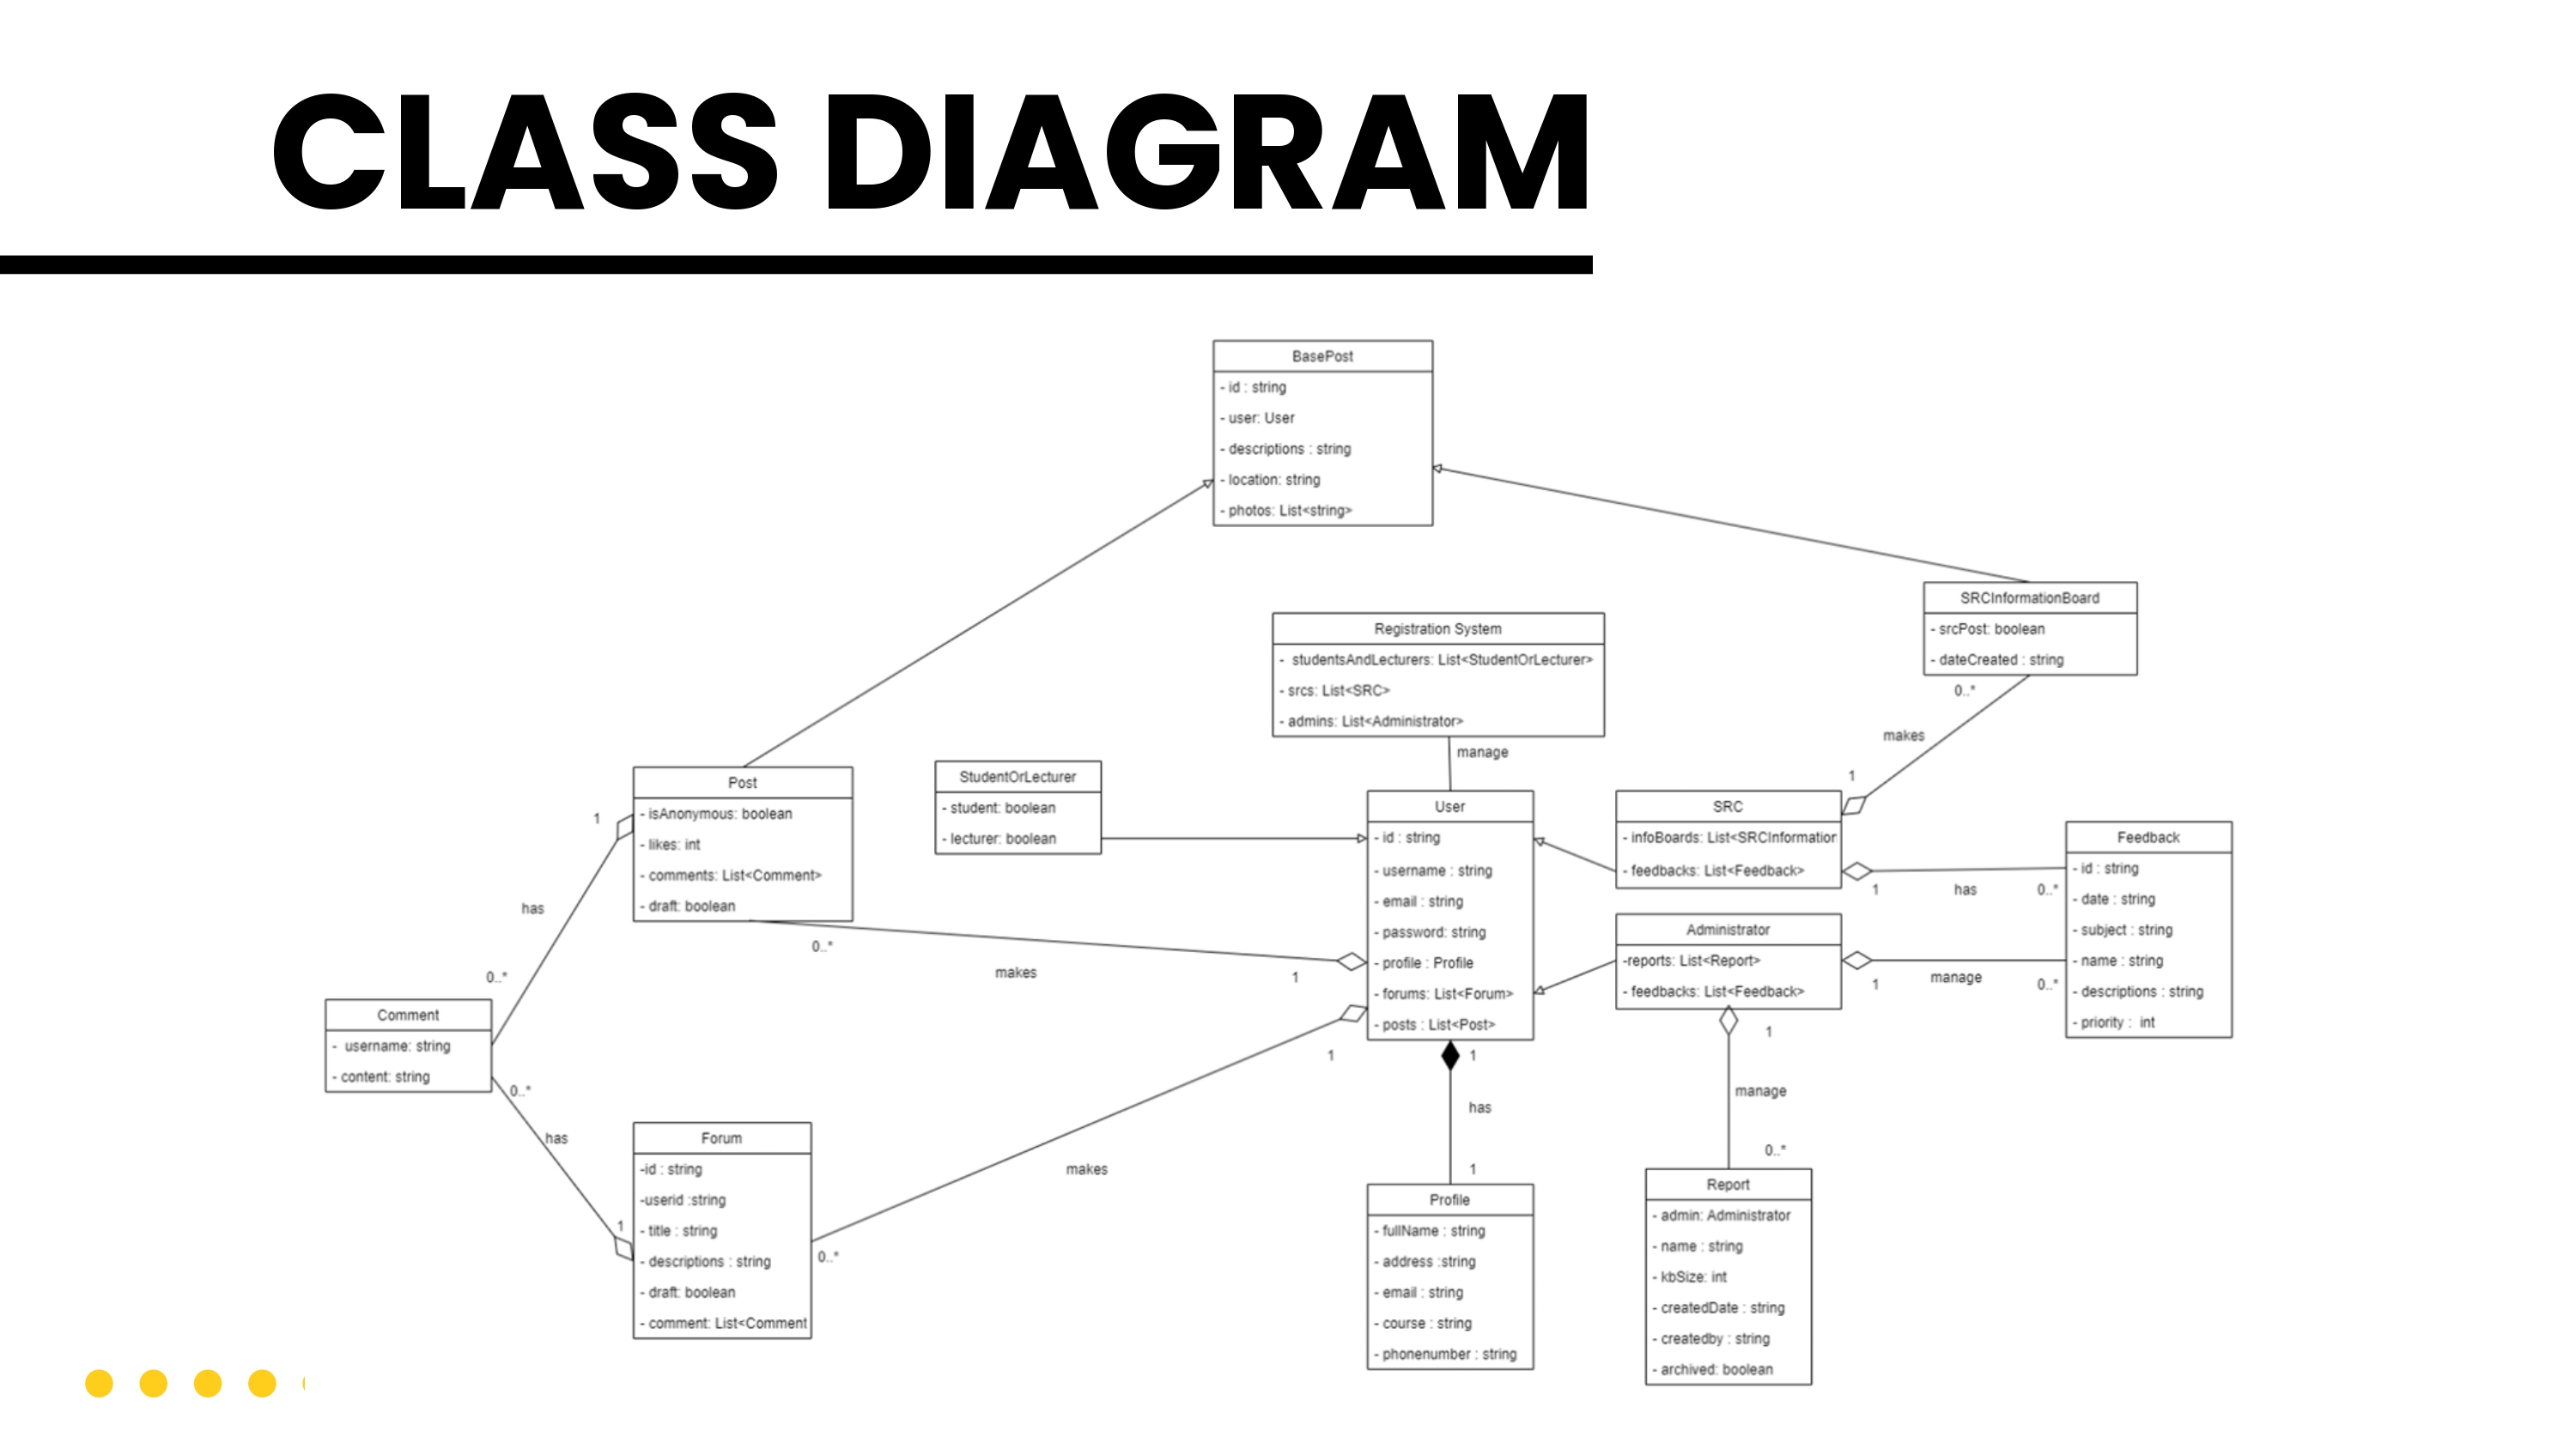 CLASS DIAGRAM
BasePost
- id : string
- user: User
- descriptions : string
- location: string
- photos: List<string>
SRCInformationBoard
- srcPost: boolean
- dateCreated : string
0..*
makes
1
Registration System
- studentsAndLecturers: List<StudentOrLecturer>
- srcs: List<SRC>
- admins: List<Administrator>
manage
Post
- isAnonymous: boolean
- likes: int
- comments: List<Comment>
- draft: boolean
1
has
0..*
0..*
makes
1
StudentOrLecturer
- student: boolean
- lecturer: boolean
User
- id : string
- username : string
- email : string
- password: string
- profile : Profile
- forums: List<Forum>
- posts : List<Post>
SRC
- infoBoards: List<SRCInformation
- feedbacks: List<Feedback>
1
has
0..*
Feedback
- id : string
- date : string
- subject : string
- name : string
- descriptions : string
- priority : int
Administrator
-reports: List<Report>
- feedbacks: List<Feedback>
1
manage
0..*
1
manage
0..*
Comment
- username: string
- content: string
0..*
has
1
Forum
-id : string
-userid :string
- title : string
- descriptions : string
- draft: boolean
- comment: List<Comment
0..*
makes
1
1
has
1
Profile
- fullName : string
- address :string
- email : string
- course : string
- phonenumber : string
Report
- admin: Administrator
- name : string
- kbSize: int
- createdDate : string
- createdby : string
- archived: boolean